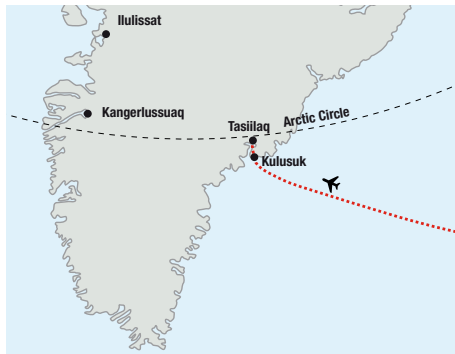 Ilulissat
Kangerlussuaq
Arctic Circle
Tasiilaq
Kulusuk